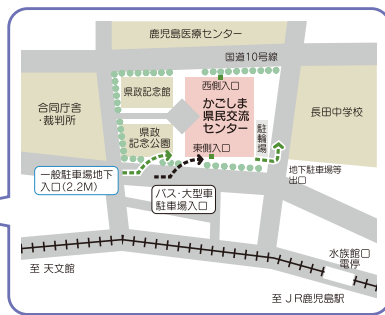 鹿児島医療センター
国道10号線
西側入口
県政記念館
かごしま
県民交流
センター
合同庁舎
・裁判所
長田中学校
県政
記念公園
駐輪場
東側入口
一般駐車場地下
入口(2.2M)
地下駐車場等
出口
バス・大型車
駐車場入口
水族館口
電停
至 天文館
至 JR鹿児島駅